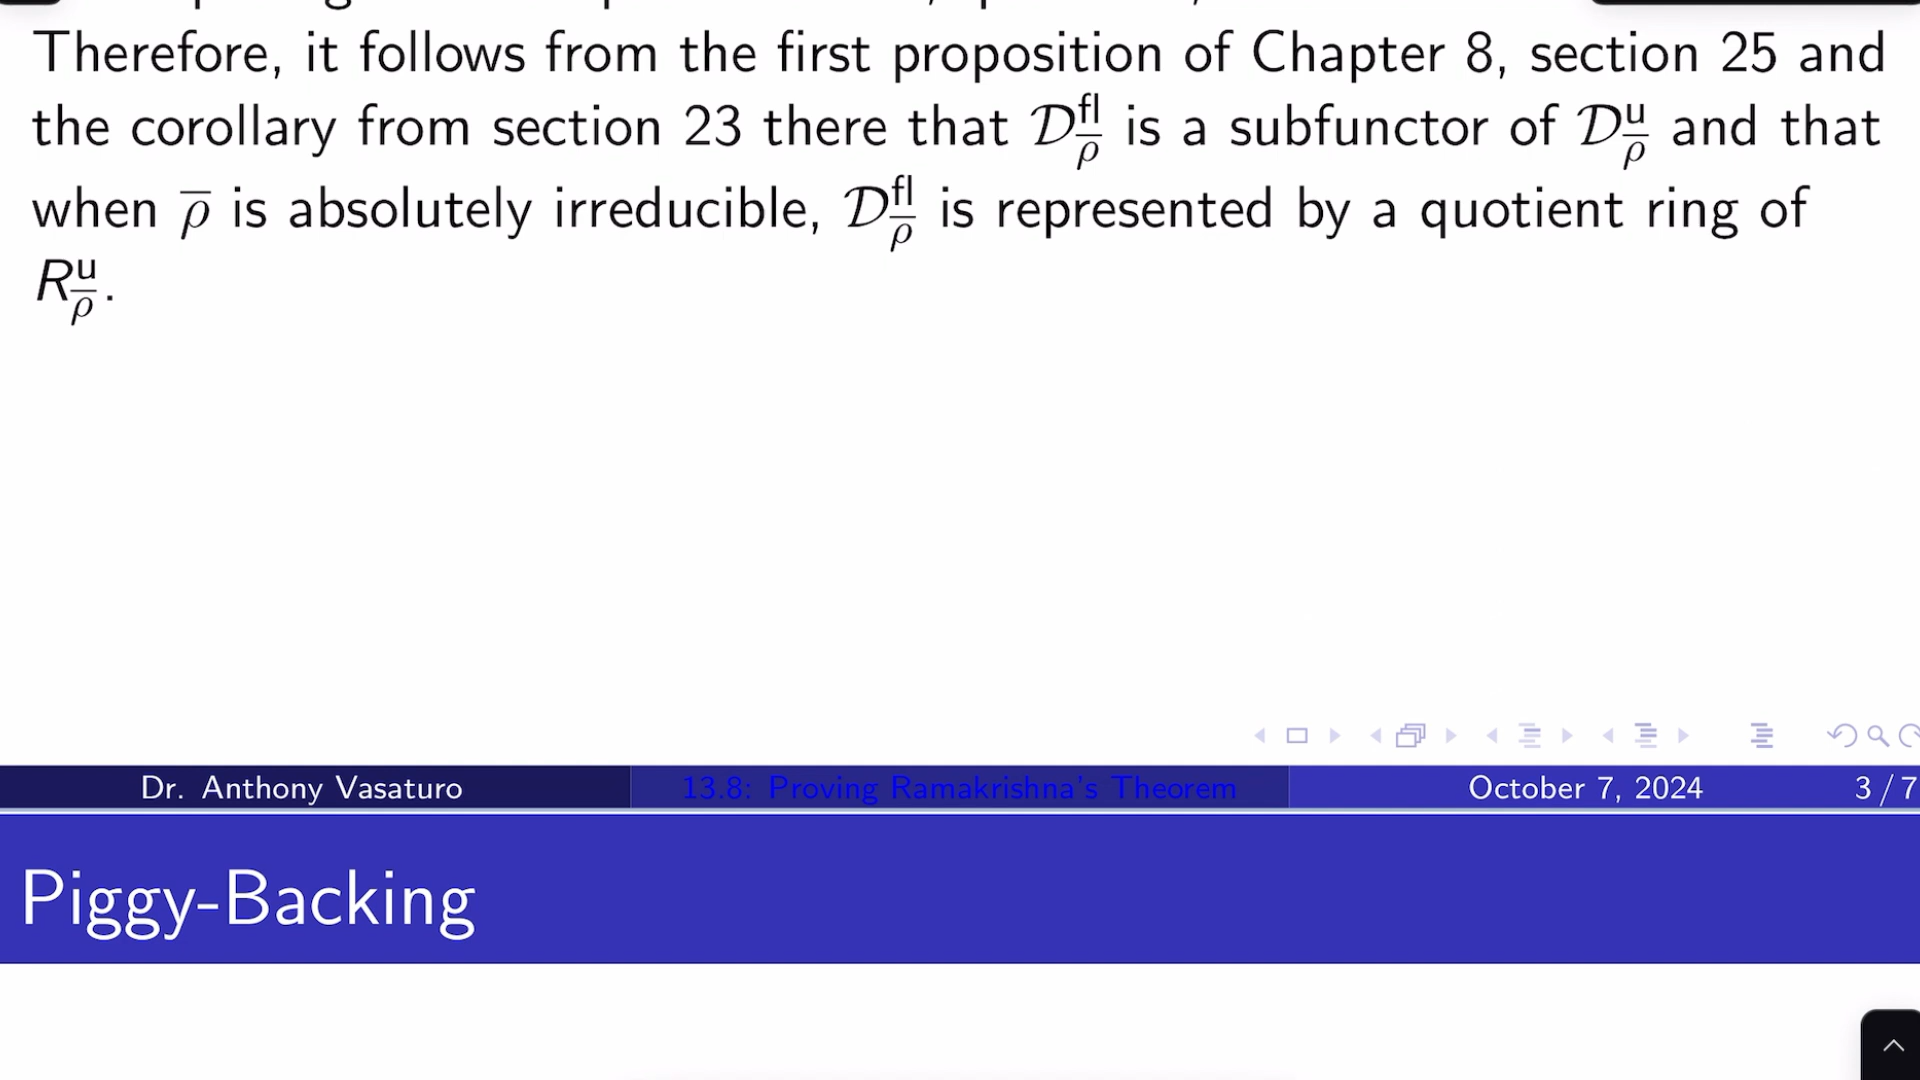 Therefore, it follows from the first proposition of Chapter 8, section 25 and
the corollary from section 23 there that 𝒟^fl_ρ̅ is a subfunctor of 𝒟^u_ρ̅ and that
when ρ̅ is absolutely irreducible, 𝒟^fl_ρ̅ is represented by a quotient ring of
R^u_ρ̅.
Dr. Anthony Vasaturo 13.8: Proving Ramakrishna's Theorem October 7, 2024 3 / 7
Piggy-Backing